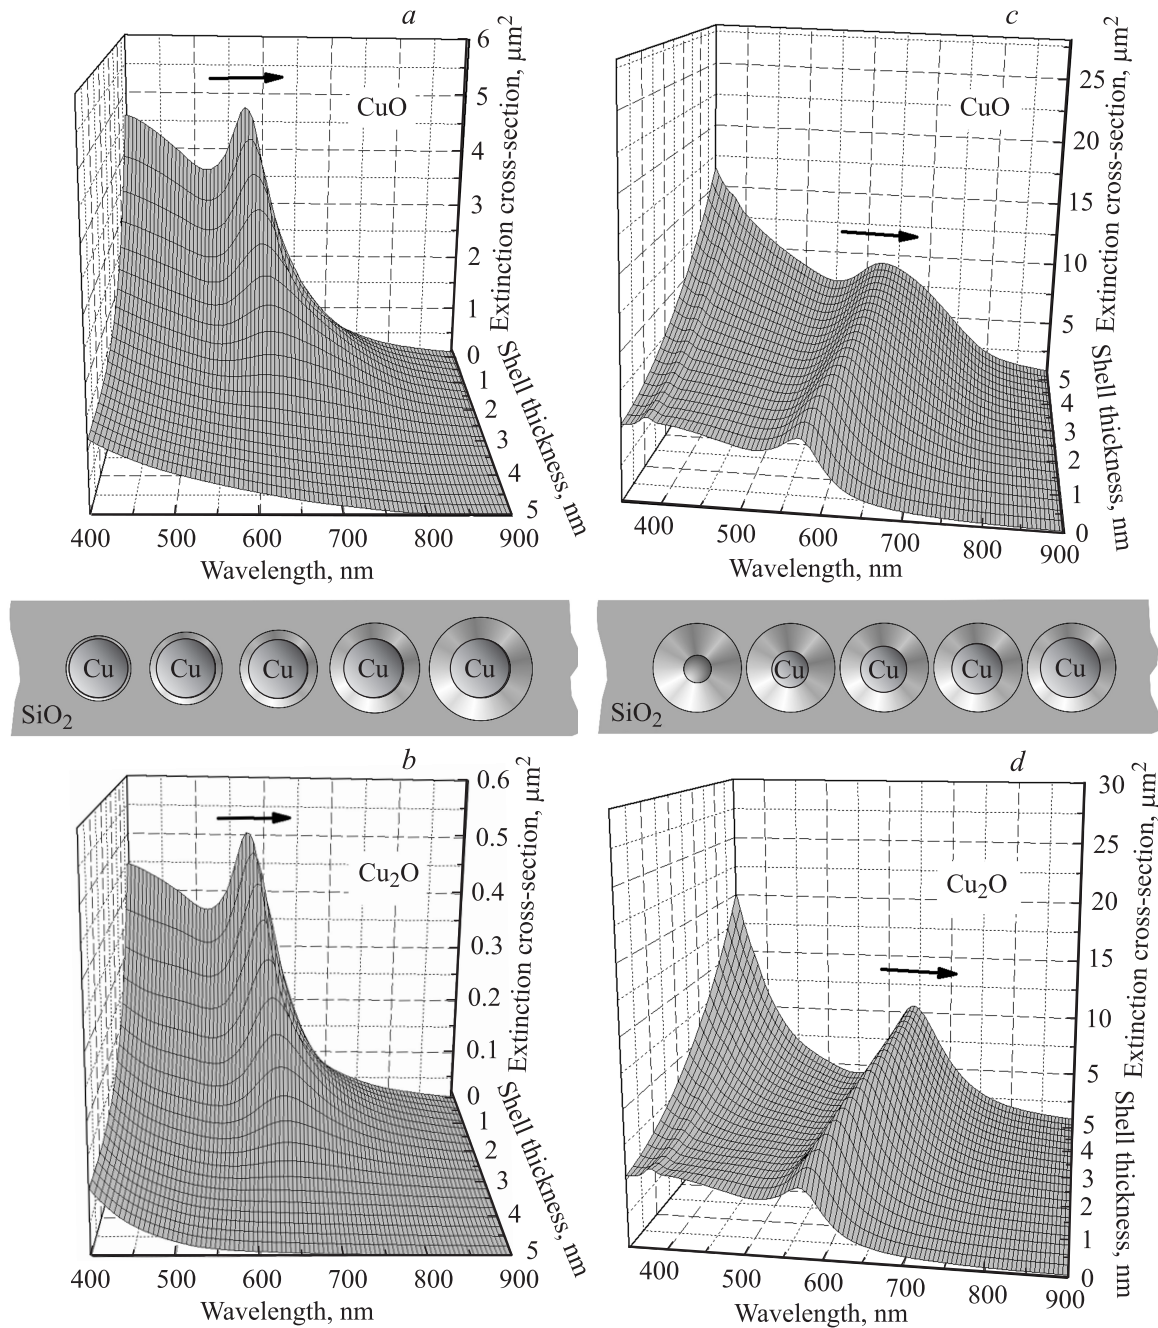 a
6
5
4
3
2
1
0
Extinction cross-section, μm²
CuO
1
2
3
4
5
Shell thickness, nm
400 500 600 700 800 900
Wavelength, nm
c
25
20
15
10
5
Extinction cross-section, μm²
CuO
5
4
3
2
1
0
Shell thickness, nm
400 500 600 700 800 900
Wavelength, nm
Cu Cu Cu Cu Cu
SiO₂
Cu Cu Cu Cu
SiO₂
b
0.6
0.5
0.4
0.3
0.2
0.1
0
Extinction cross-section, μm²
Cu₂O
1
2
3
4
5
Shell thickness, nm
400 500 600 700 800 900
Wavelength, nm
d
30
25
20
15
10
5
Extinction cross-section, μm²
Cu₂O
5
4
3
2
1
0
Shell thickness, nm
400 500 600 700 800 900
Wavelength, nm